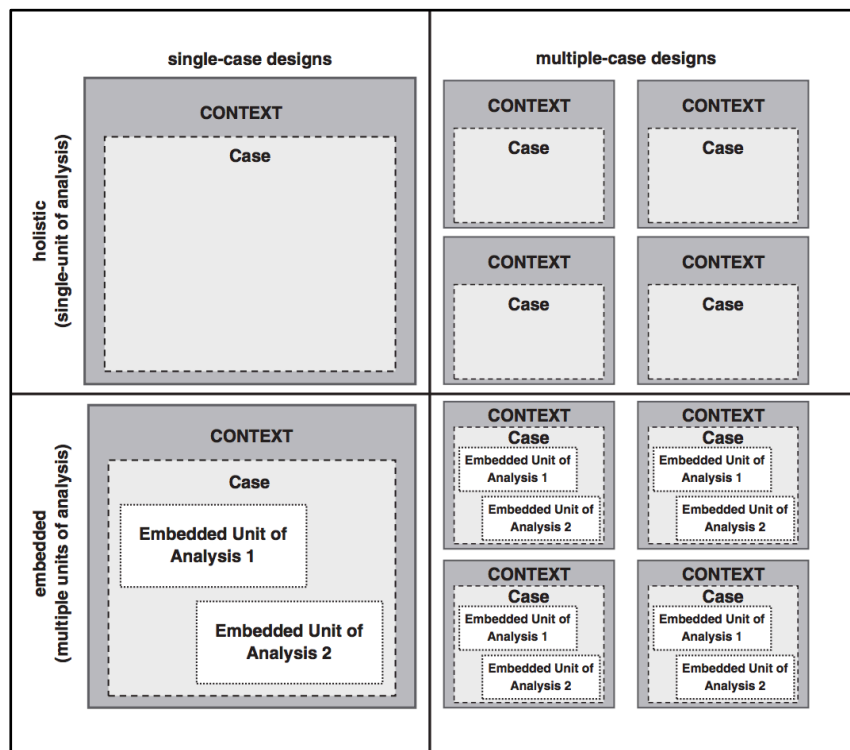 single-case designs
multiple-case designs
holistic
(single-unit of analysis)
CONTEXT
Case
CONTEXT
Case
CONTEXT
Case
CONTEXT
Case
CONTEXT
Case
embedded
(multiple units of analysis)
CONTEXT
Case
Embedded Unit of
Analysis 1
Embedded Unit of
Analysis 2
CONTEXT
Case
Embedded Unit of
Analysis 1
Embedded Unit of
Analysis 2
CONTEXT
Case
Embedded Unit of
Analysis 1
Embedded Unit of
Analysis 2
CONTEXT
Case
Embedded Unit of
Analysis 1
Embedded Unit of
Analysis 2
CONTEXT
Case
Embedded Unit of
Analysis 1
Embedded Unit of
Analysis 2